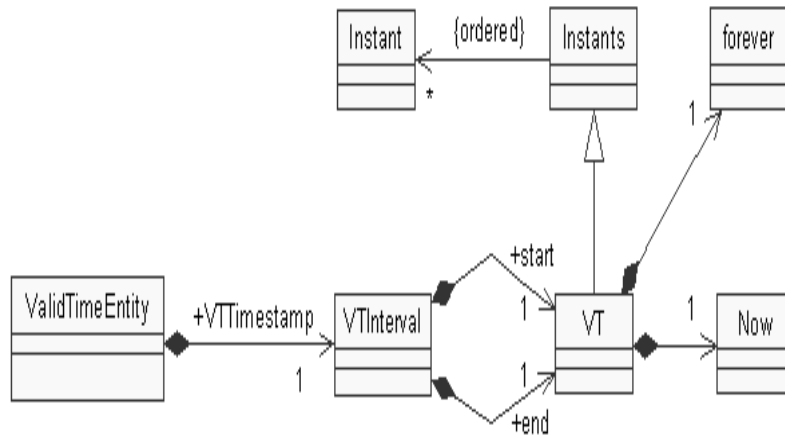 Instant
{ordered}
Instants
forever
*
1
ValidTimeEntity
+VTTimestamp
1
VTInterval
+start
1
1
+end
VT
1
Now